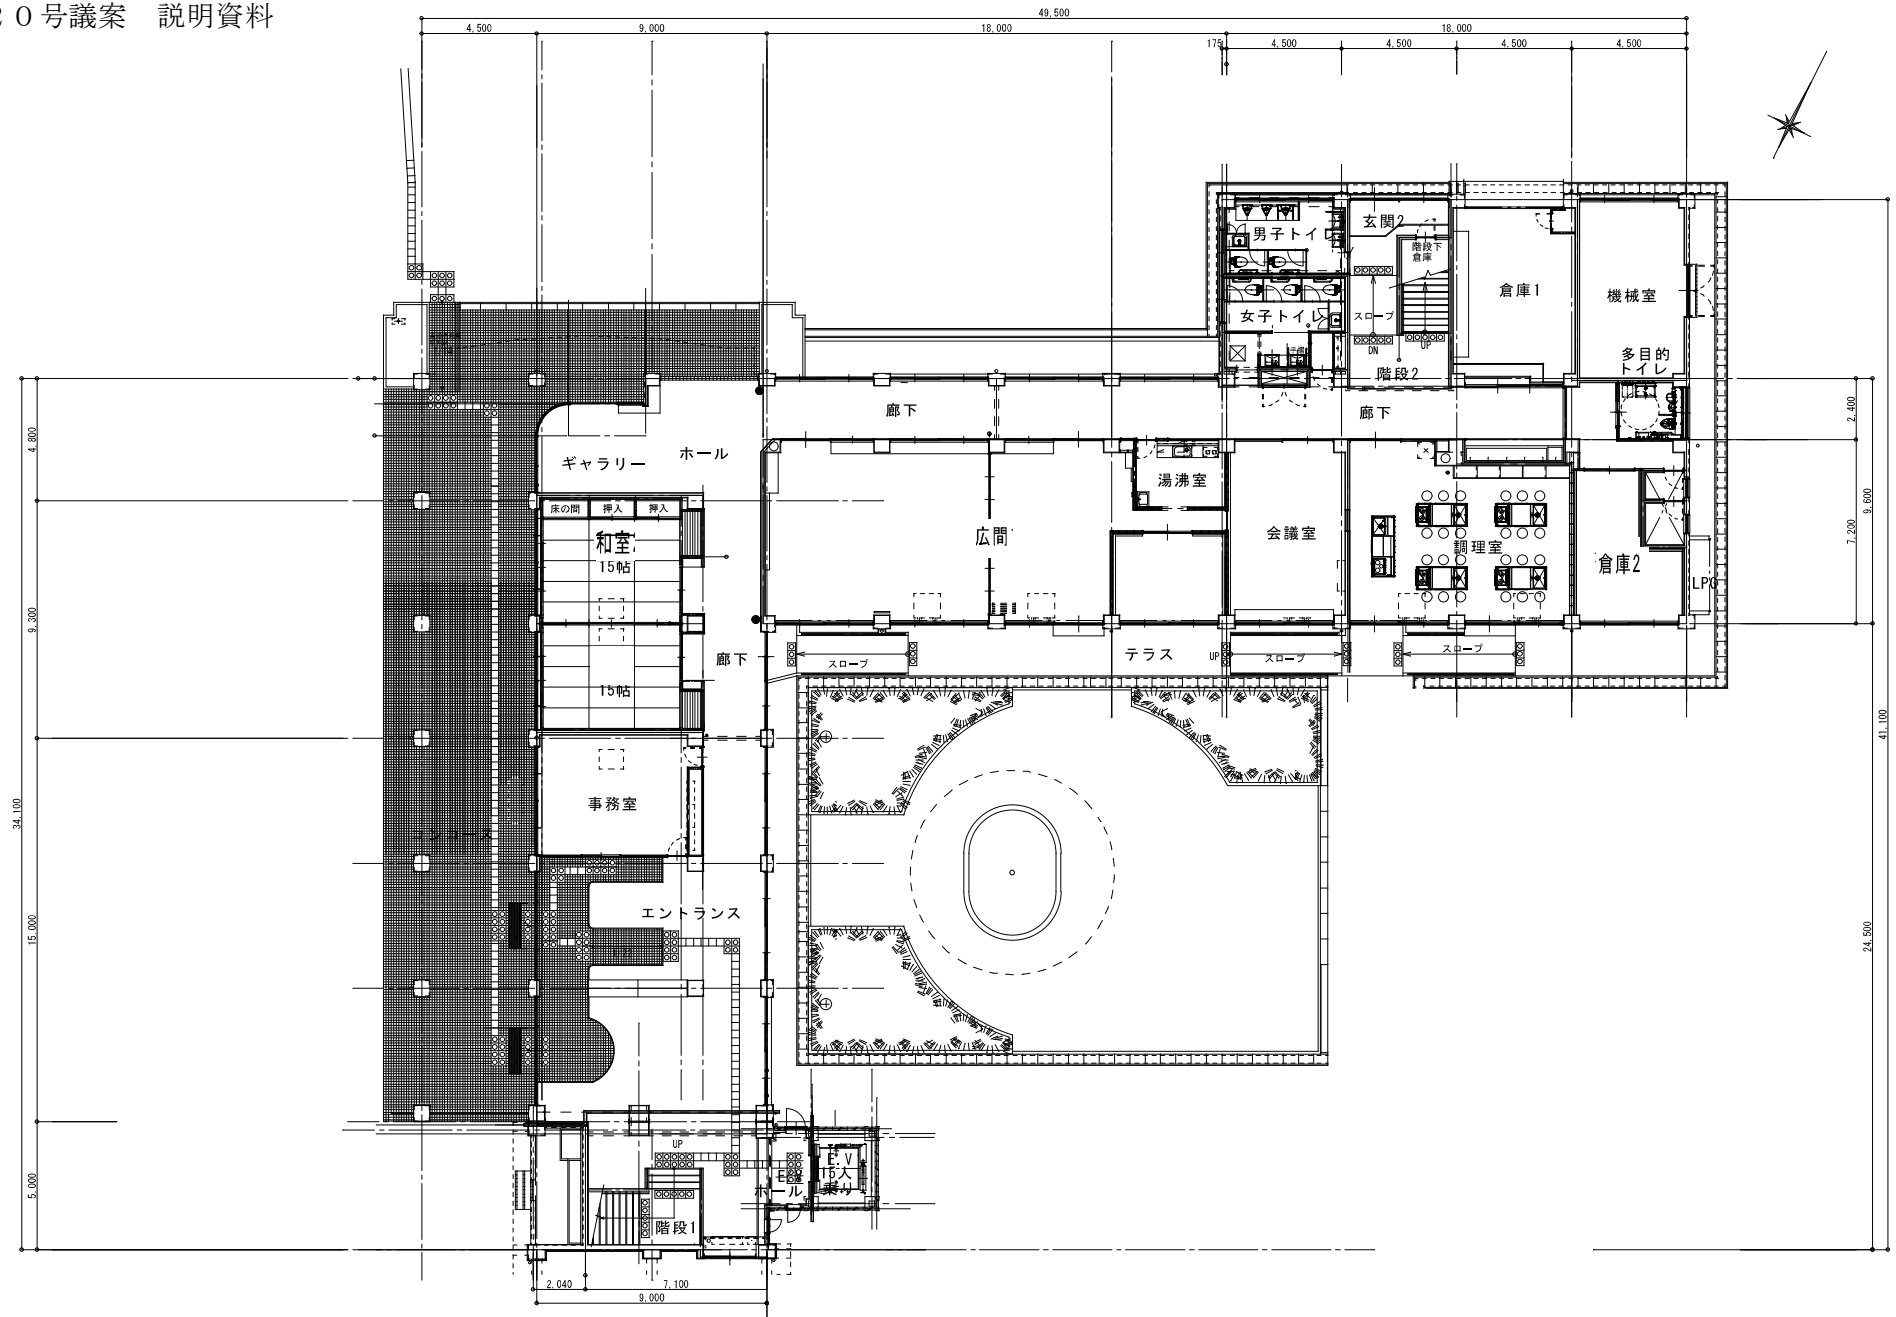 ２０号議案　説明資料
49,500
4,500
9,000
18,000
18,000
175
4,500
4,500
4,500
4,500
男子トイレ
玄関2
階段下
倉庫
倉庫1
機械室
女子トイレ
スロープ
DN
UP
階段2
多目的
トイレ
廊下
廊下
ギャラリー
ホール
湯沸室
床の間
押入
押入
和室
15帖
広間
会議室
調理室
倉庫2
LPG
15帖
廊下
スロープ
テラス
UP
スロープ
スロープ
事務室
コンコース
エントランス
UP
E.V
ホール
E.V
15人
乗り
階段1
4,800
9,300
34,100
15,000
5,000
2,400
9,600
7,200
41,100
24,500
2,040
7,100
9,000